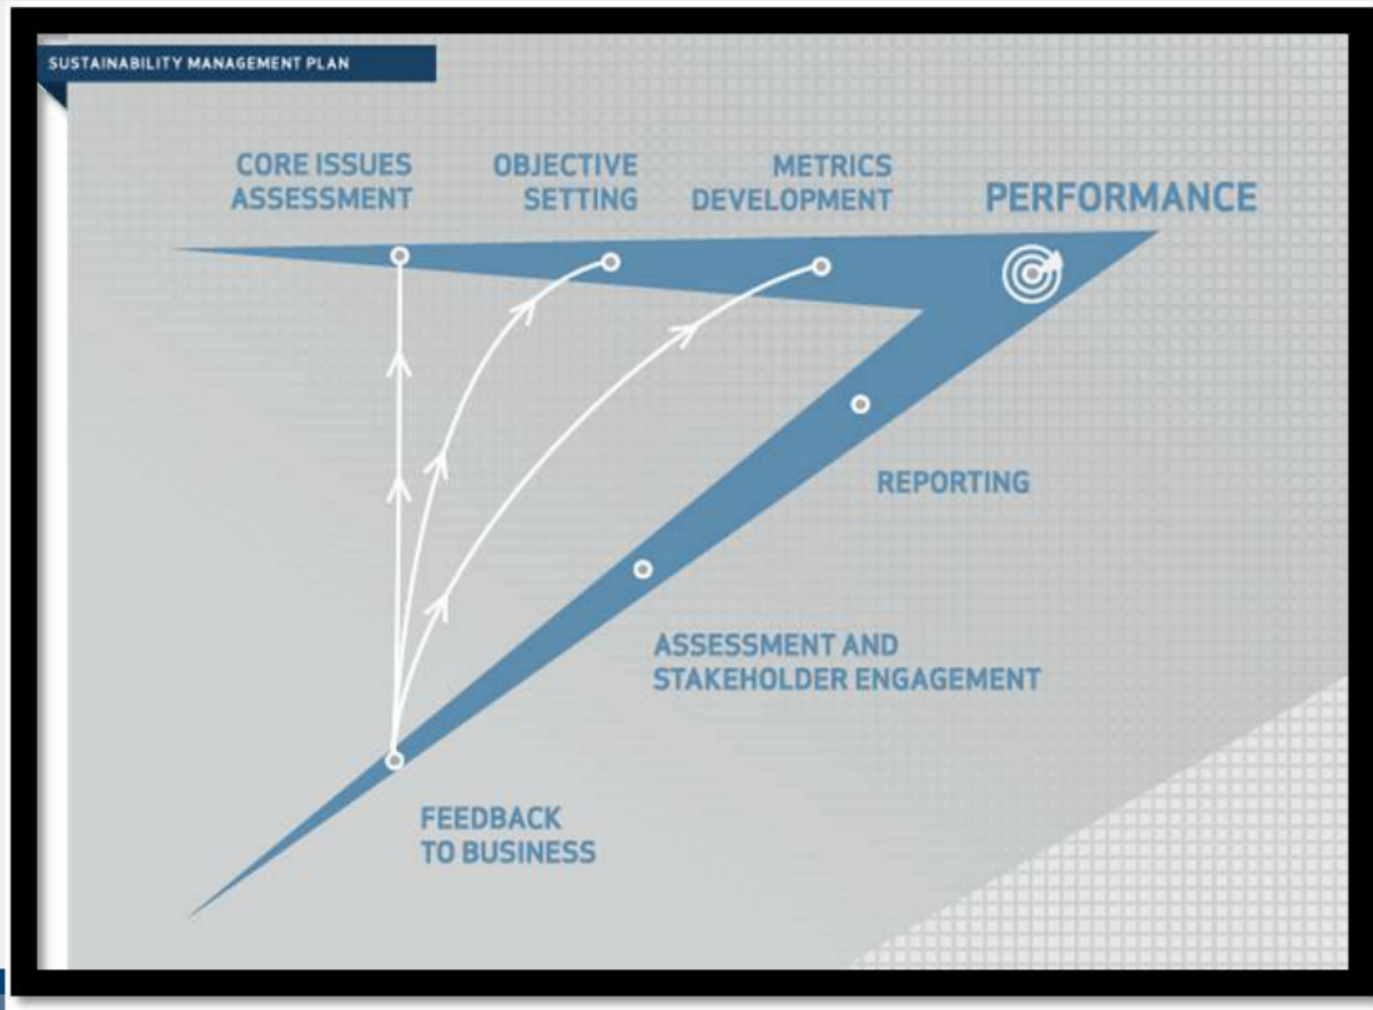 SUSTAINABILITY MANAGEMENT PLAN
CORE ISSUES
ASSESSMENT
OBJECTIVE
SETTING
METRICS
DEVELOPMENT
PERFORMANCE
REPORTING
ASSESSMENT AND
STAKEHOLDER ENGAGEMENT
FEEDBACK
TO BUSINESS